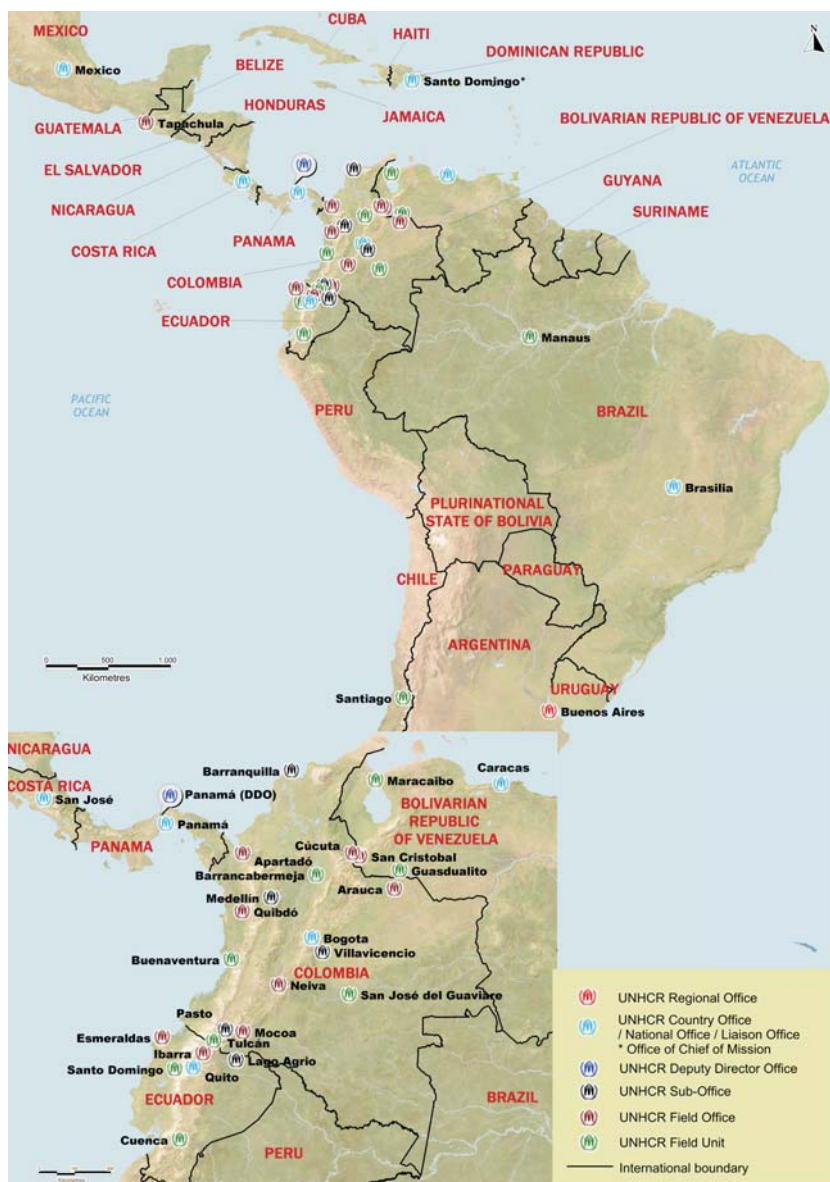 CUBA
MEXICO
HAITI
N
DOMINICAN REPUBLIC
BELIZE
Mexico
Santo Domingo*
HONDURAS
JAMAICA
BOLIVARIAN REPUBLIC OF VENEZUELA
GUATEMALA
Tapachula
EL SALVADOR
ATLANTIC
OCEAN
GUYANA
NICARAGUA
SURINAME
COSTA RICA
PANAMA
COLOMBIA
ECUADOR
Manaus
PACIFIC
OCEAN
PERU
BRAZIL
Brasilia
PLURINATIONAL
STATE OF BOLIVIA
CHILE
PARAGUAY
ARGENTINA
0 500 1.000
Kilometres
URUGUAY
Santiago
Buenos Aires
NICARAGUA
Barranquilla
Caracas
Maracaibo
COSTA RICA
San José
Panamá (DDO)
BOLIVARIAN
REPUBLIC
OF VENEZUELA
Panamá
PANAMA
Cúcuta
San Cristobal
Apartadó
Guasdualito
Barrancabermeja
Arauca
Medellín
Quibdó
Bogota
Villavicencio
Buenaventura
COLOMBIA
Neiva
San José del Guaviare
Pasto
Mocoa
Esmeraldas
Tulcán
Ibarra
Lago Agrio
Santo Domingo
Quito
ECUADOR
BRAZIL
Cuenca
PERU
Kilometres
UNHCR Regional Office
UNHCR Country Office
/ National Office / Liaison Office
* Office of Chief of Mission
UNHCR Deputy Director Office
UNHCR Sub-Office
UNHCR Field Office
UNHCR Field Unit
International boundary